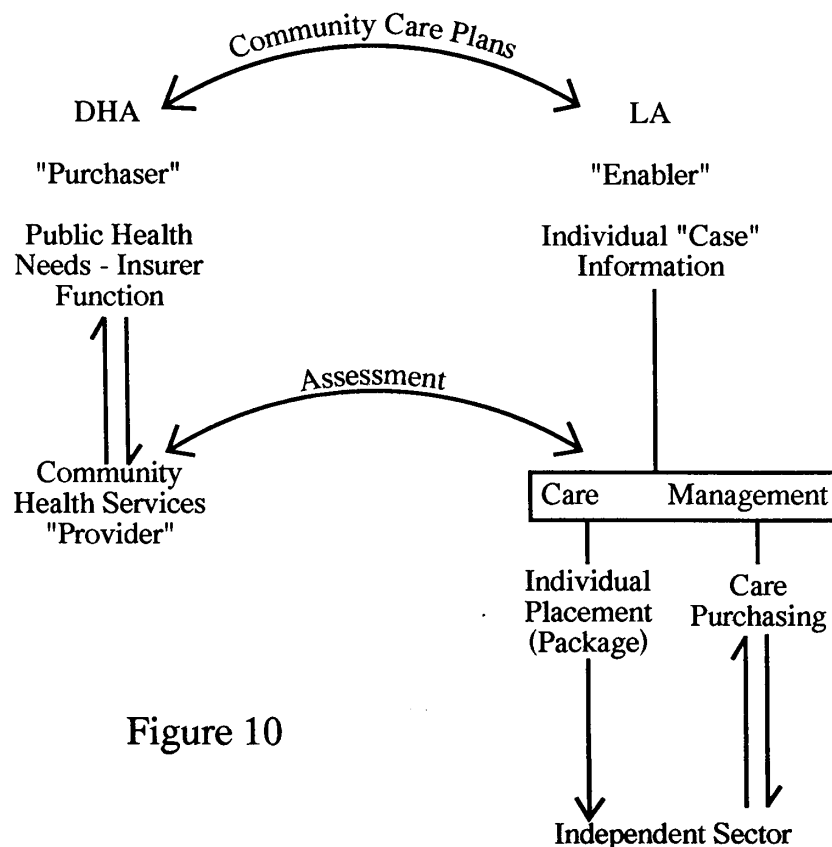 Community Care Plans
DHA
LA
"Purchaser"
"Enabler"
Public Health
Needs - Insurer
Function
Individual "Case"
Information
Assessment
Community
Health Services
"Provider"
Care Management
Individual
Placement
(Package)
Care
Purchasing
Figure 10
Independent Sector